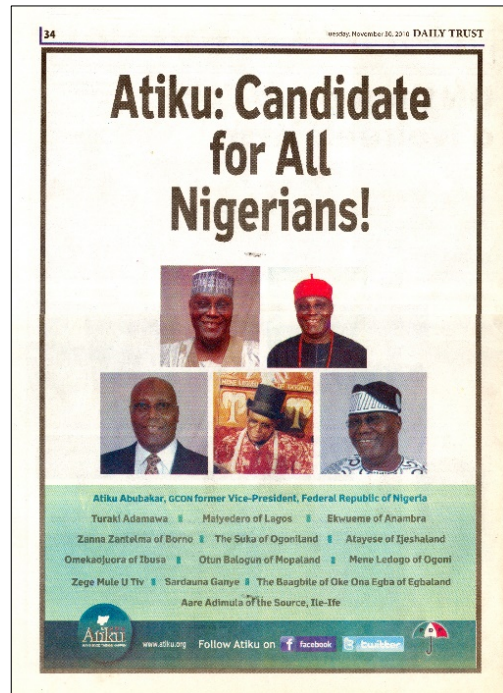 34
Tuesday, November 30, 2010 DAILY TRUST
Atiku: Candidate
for All
Nigerians!
Atiku Abubakar, GCON former Vice-President, Federal Republic of Nigeria
Turaki Adamawa Maiyedero of Lagos Ekwueme of Anambra
Zanna Zantelma of Borno The Suka of Ogoniland Atayese of Ijeshaland
Omekaojuora of Ibusa Otun Balogun of Mopaland Mene Ledogo of Ogoni
Zege Mule U Tiv Sardauna Ganye The Baagbile of Oke Ona Egba of Egbaland
Aare Adimula of the Source, Ile-Ife
Atiku
www.atiku.org Follow Atiku on facebook twitter